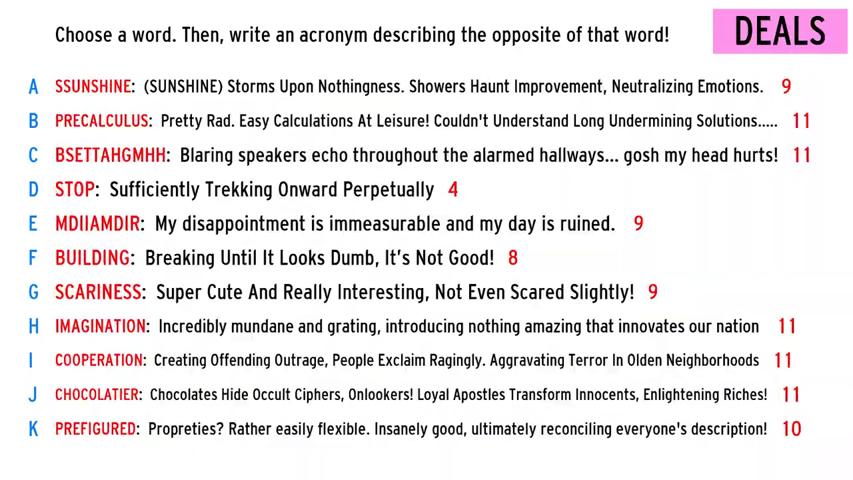 Choose a word. Then, write an acronym describing the opposite of that word!
DEALS
A SSUNSHINE: (SUNSHINE) Storms Upon Nothingness. Showers Haunt Improvement, Neutralizing Emotions. 9
B PRECALCULUS: Pretty Rad. Easy Calculations At Leisure! Couldn't Understand Long Undermining Solutions..... 11
C BSETTAHGMHH: Blaring speakers echo throughout the alarmed hallways... gosh my head hurts! 11
D STOP: Sufficiently Trekking Onward Perpetually 4
E MDIIAMDIR: My disappointment is immeasurable and my day is ruined. 9
F BUILDING: Breaking Until It Looks Dumb, It's Not Good! 8
G SCARINESS: Super Cute And Really Interesting, Not Even Scared Slightly! 9
H IMAGINATION: Incredibly mundane and grating, introducing nothing amazing that innovates our nation 11
I COOPERATION: Creating Offending Outrage, People Exclaim Ragingly. Aggravating Terror In Olden Neighborhoods 11
J CHOCOLATIER: Chocolates Hide Occult Ciphers, Onlookers! Loyal Apostles Transform Innocents, Enlightening Riches! 11
K PREFIGURED: Propreties? Rather easily flexible. Insanely good, ultimately reconciling everyone's description! 10